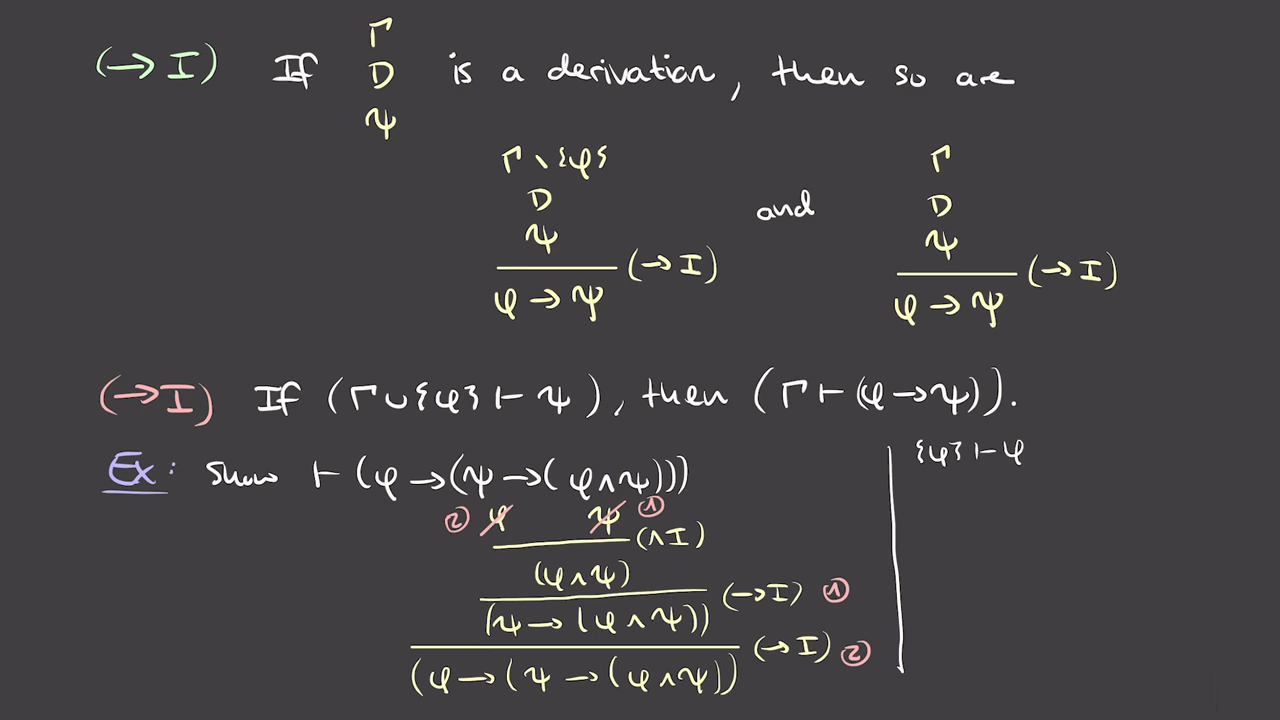 (→I) If Γ is a derivation, then so are
D
ψ
Γ∖{φ} Γ
D and D
ψ ψ
(→I) (→I)
φ→ψ φ→ψ
(→I) If (Γ∪{φ}⊢ψ), then (Γ⊢(φ→ψ)).
{φ}⊢φ
Ex: Show ⊢(φ→(ψ→(φ∧ψ)))
② φ ψ ①
(∧I)
(φ∧ψ)
(→I) ①
(ψ→(φ∧ψ))
(→I) ②
(φ→(ψ→(φ∧ψ))